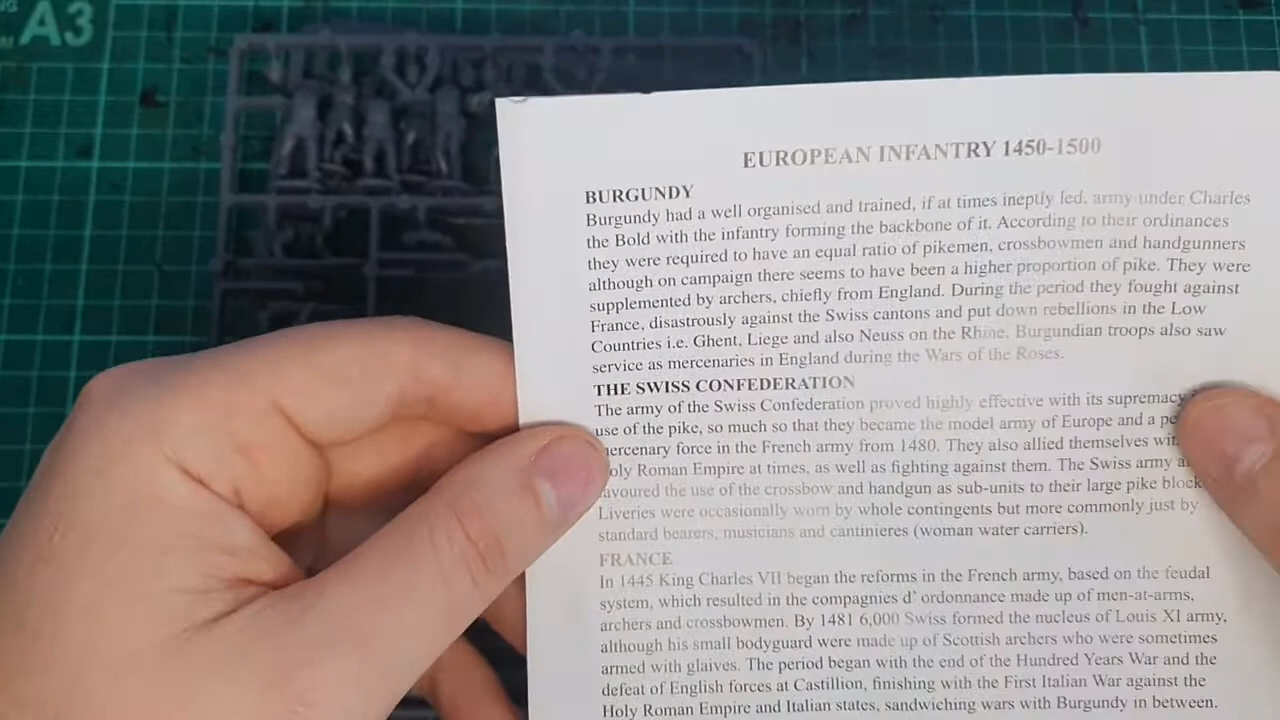 A3
EUROPEAN INFANTRY 1450-1500
BURGUNDY
Burgundy had a well organised and trained, if at times ineptly led, army under Charles
the Bold with the infantry forming the backbone of it. According to their ordinances
they were required to have an equal ratio of pikemen, crossbowmen and handgunners
although on campaign there seems to have been a higher proportion of pike. They were
supplemented by archers, chiefly from England. During the period they fought against
France, disastrously against the Swiss cantons and put down rebellions in the Low
Countries i.e. Ghent, Liege and also Neuss on the Rhine. Burgundian troops also saw
service as mercenaries in England during the Wars of the Roses.
THE SWISS CONFEDERATION
The army of the Swiss Confederation proved highly effective with its supremacy
use of the pike, so much so that they became the model army of Europe and a
mercenary force in the French army from 1480. They also allied themselves
Holy Roman Empire at times, as well as fighting against them. The Swiss army
favoured the use of the crossbow and handgun as sub-units to their large pike
Liveries were occasionally worn by whole contingents but more commonly just by
standard bearers, musicians and cantinieres (woman water carriers).
FRANCE
In 1445 King Charles VII began the reforms in the French army, based on the feudal
system, which resulted in the compagnies d' ordonnance made up of men-at-arms,
archers and crossbowmen. By 1481 6,000 Swiss formed the nucleus of Louis XI army,
although his small bodyguard were made up of Scottish archers who were sometimes
armed with glaives. The period began with the end of the Hundred Years War and the
defeat of English forces at Castillion, finishing with the First Italian War against the
Holy Roman Empire and Italian states, sandwiching wars with Burgundy in between.